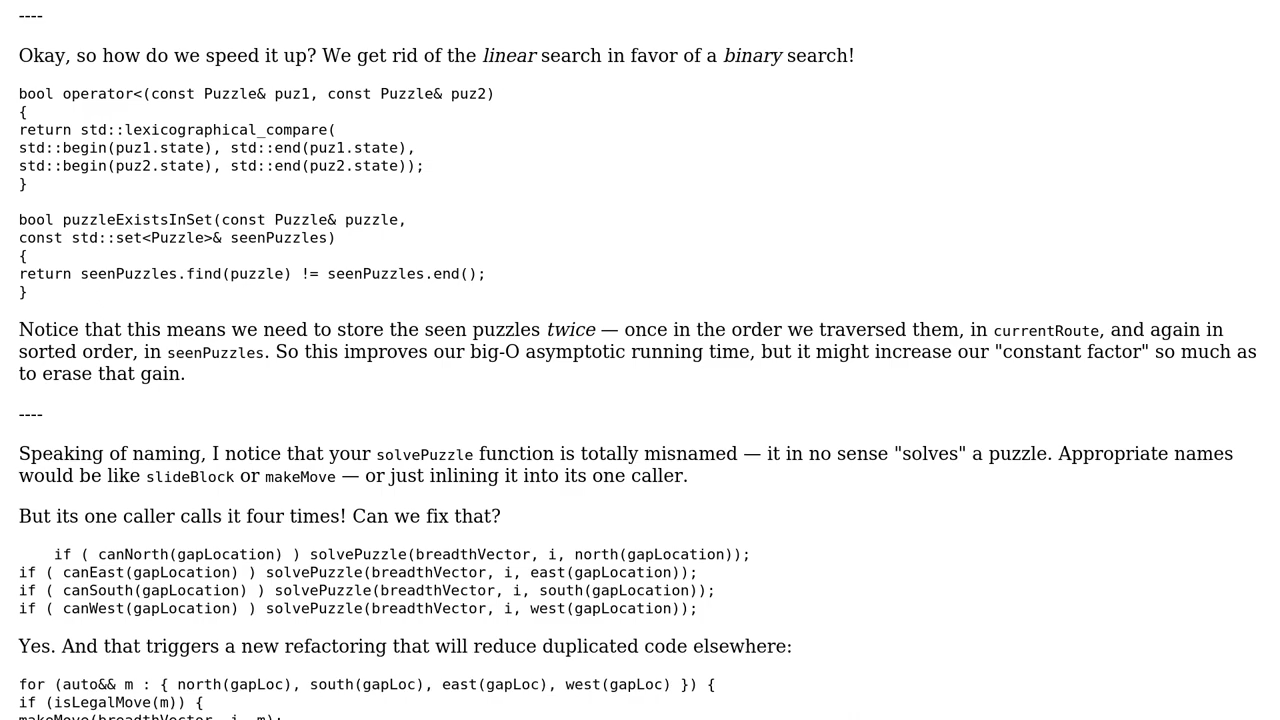 ----
Okay, so how do we speed it up? We get rid of the linear search in favor of a binary search!
bool operator<(const Puzzle& puz1, const Puzzle& puz2)
{
return std::lexicographical_compare(
std::begin(puz1.state), std::end(puz1.state),
std::begin(puz2.state), std::end(puz2.state));
}
bool puzzleExistsInSet(const Puzzle& puzzle,
const std::set<Puzzle>& seenPuzzles)
{
return seenPuzzles.find(puzzle) != seenPuzzles.end();
}
Notice that this means we need to store the seen puzzles twice — once in the order we traversed them, in currentRoute, and again in
sorted order, in seenPuzzles. So this improves our big-O asymptotic running time, but it might increase our "constant factor" so much as
to erase that gain.
----
Speaking of naming, I notice that your solvePuzzle function is totally misnamed — it in no sense "solves" a puzzle. Appropriate names
would be like slideBlock or makeMove — or just inlining it into its one caller.
But its one caller calls it four times! Can we fix that?
if ( canNorth(gapLocation) ) solvePuzzle(breadthVector, i, north(gapLocation));
if ( canEast(gapLocation) ) solvePuzzle(breadthVector, i, east(gapLocation));
if ( canSouth(gapLocation) ) solvePuzzle(breadthVector, i, south(gapLocation));
if ( canWest(gapLocation) ) solvePuzzle(breadthVector, i, west(gapLocation));
Yes. And that triggers a new refactoring that will reduce duplicated code elsewhere:
for (auto&& m : { north(gapLoc), south(gapLoc), east(gapLoc), west(gapLoc) }) {
if (isLegalMove(m)) {
makeMove(breadthVector, i, m);